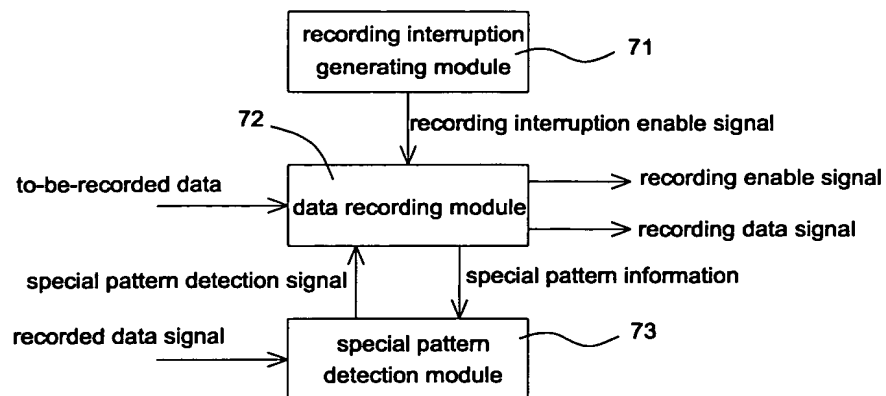 recording interruption
generating module
71
recording interruption enable signal
72
to-be-recorded data
data recording module
recording enable signal
recording data signal
special pattern detection signal
special pattern information
recorded data signal
special pattern
detection module
73